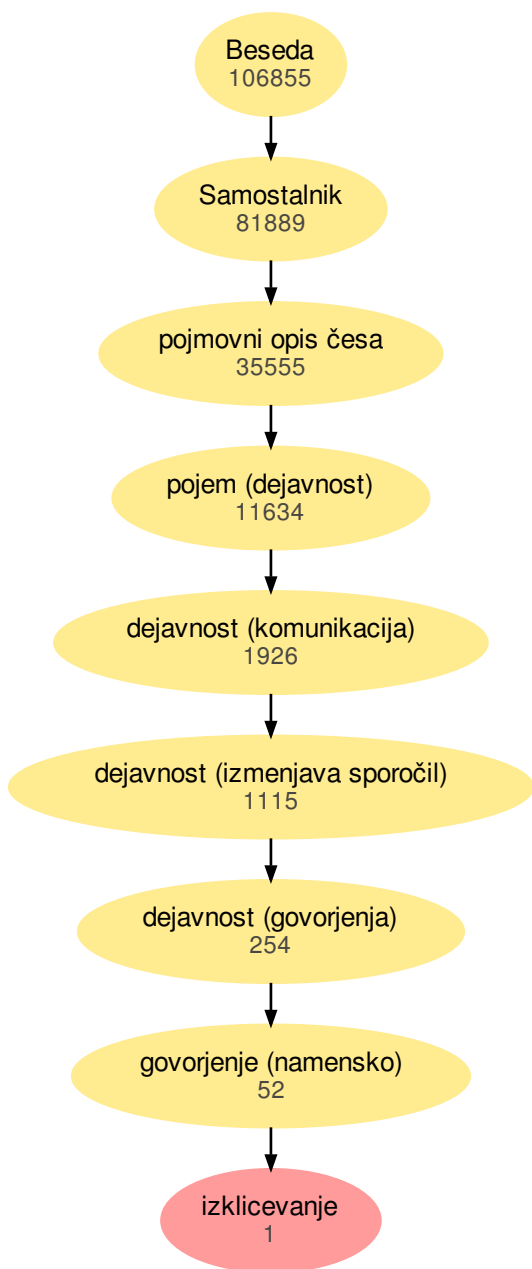 Beseda
106855
Samostalnik
81889
pojmovni opis česa
35555
pojem (dejavnost)
11634
dejavnost (komunikacija)
1926
dejavnost (izmenjava sporočil)
1115
dejavnost (govorjenja)
254
govorjenje (namensko)
52
izklicevanje
1